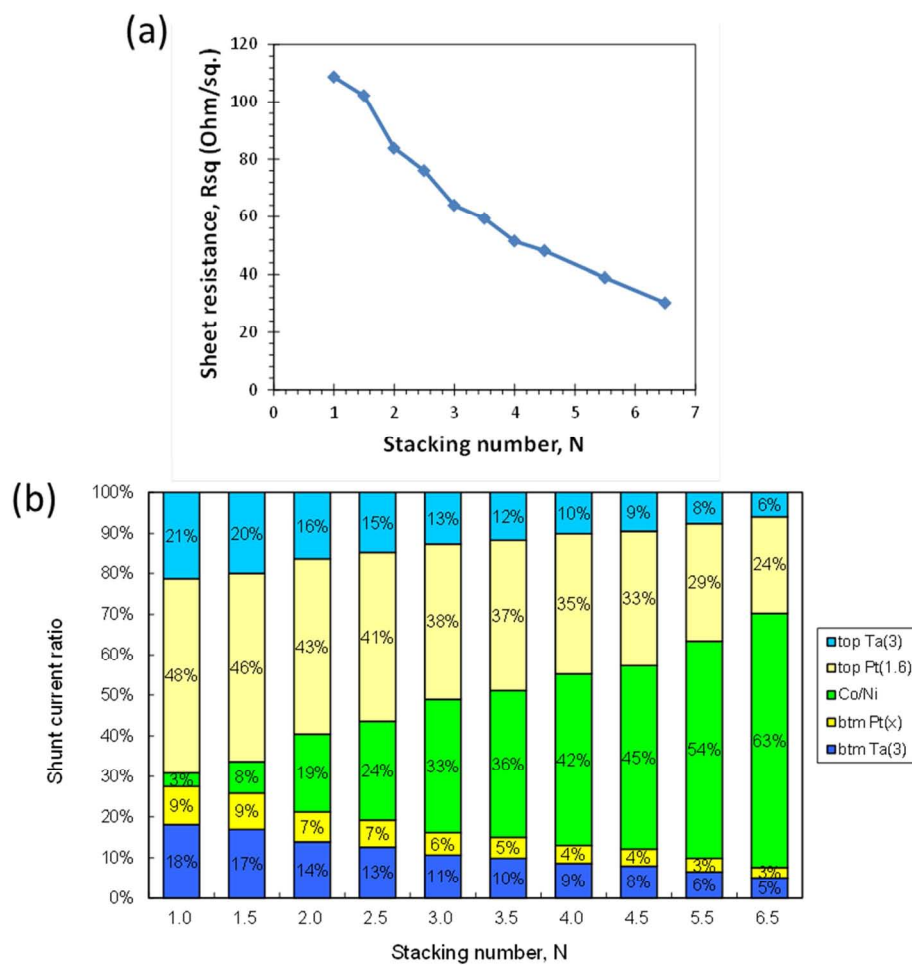 (a)
Sheet resistance, Rsq (Ohm/sq.)
120
100
80
60
40
20
0
0 1 2 3 4 5 6 7
Stacking number, N
(b)
Shunt current ratio
100%
90%
80%
70%
60%
50%
40%
30%
20%
10%
0%
21% 20% 16% 15% 13% 12% 10% 9% 8% 6%
48% 46% 43% 41% 38% 37% 35% 33% 29% 24%
3% 8% 19% 24% 33% 36% 42% 45% 54% 63%
9% 9% 7% 7% 6% 5% 4% 4% 3% 3%
18% 17% 14% 13% 11% 10% 9% 8% 6% 5%
1.0 1.5 2.0 2.5 3.0 3.5 4.0 4.5 5.5 6.5
Stacking number, N
top Ta(3)
top Pt(1.6)
Co/Ni
btm Pt(x)
btm Ta(3)